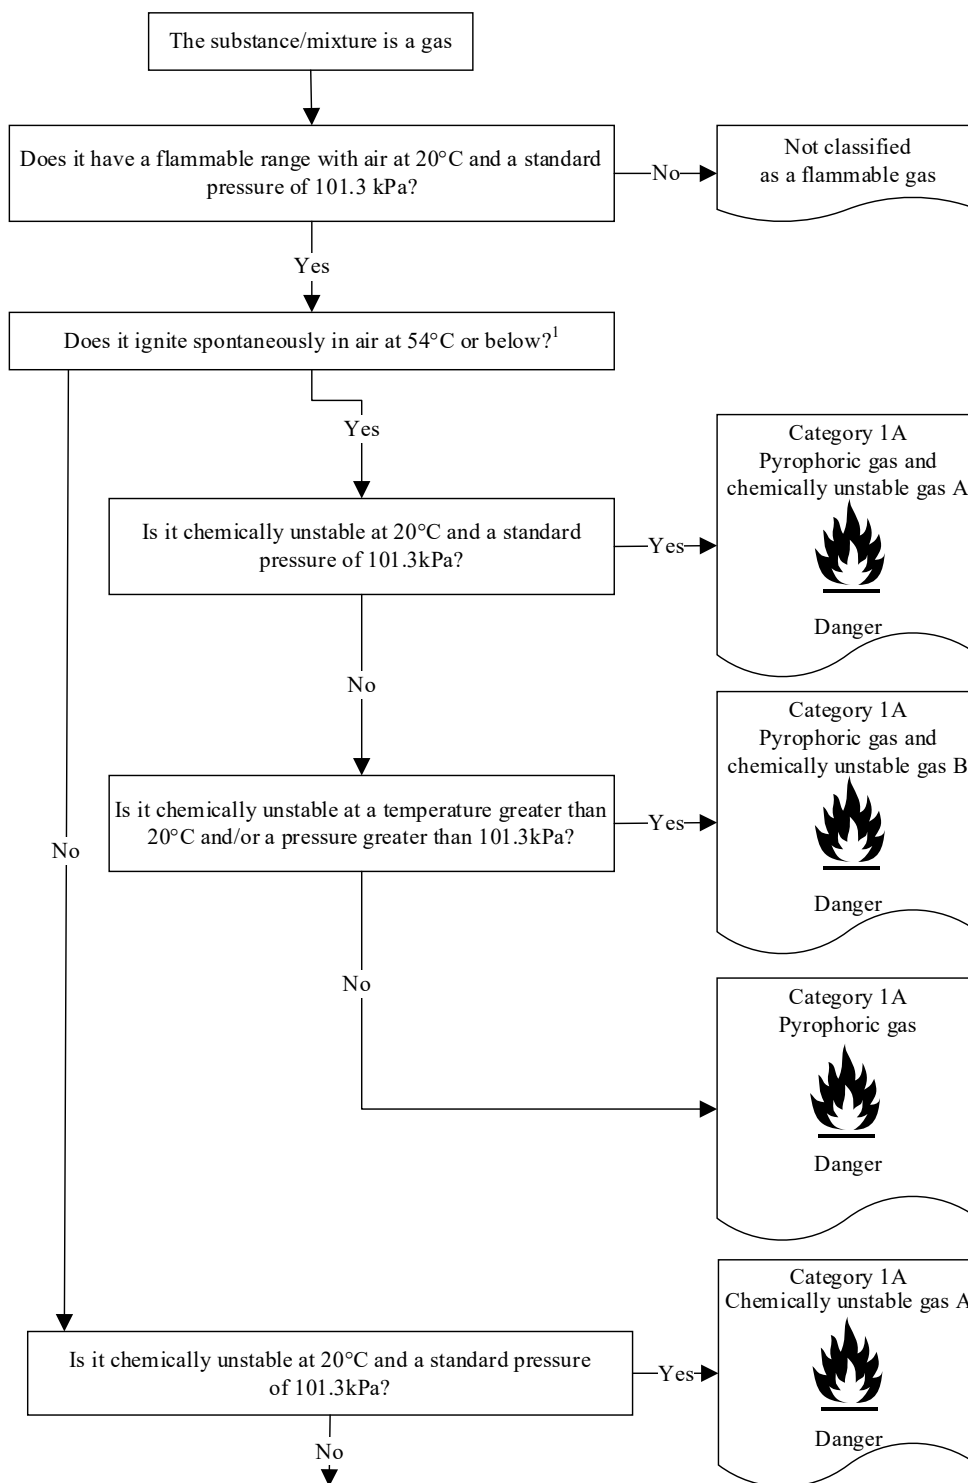 The substance/mixture is a gas
Does it have a flammable range with air at 20°C and a standard
pressure of 101.3 kPa?
No
Not classified
as a flammable gas
Yes
Does it ignite spontaneously in air at 54°C or below?1
Yes
Category 1A
Pyrophoric gas and
chemically unstable gas A
Danger
Is it chemically unstable at 20°C and a standard
pressure of 101.3kPa?
Yes
No
Category 1A
Pyrophoric gas and
chemically unstable gas B
Danger
Is it chemically unstable at a temperature greater than
20°C and/or a pressure greater than 101.3kPa?
Yes
No
No
Category 1A
Pyrophoric gas
Danger
Category 1A
Chemically unstable gas A
Danger
Is it chemically unstable at 20°C and a standard pressure
of 101.3kPa?
Yes
No